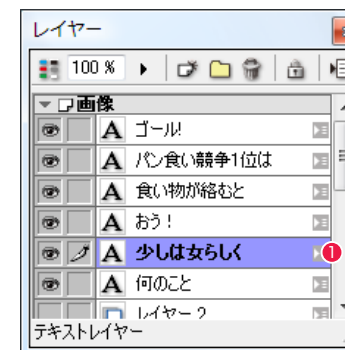 レイヤー
100 %
画像
A ゴール!
A パン食い競争1位は
A 食い物が絡むと
A おう！
A 少しは女らしく
1
A 何のこと
レイヤー 2
テキストレイヤー